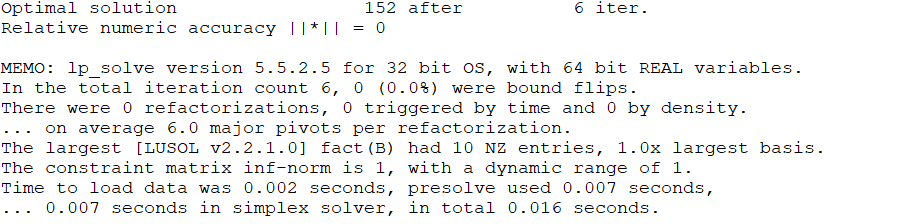 Optimal solution                 152 after          6 iter.
Relative numeric accuracy ||*|| = 0

MEMO: lp_solve version 5.5.2.5 for 32 bit OS, with 64 bit REAL variables.
In the total iteration count 6, 0 (0.0%) were bound flips.
There were 0 refactorizations, 0 triggered by time and 0 by density.
... on average 6.0 major pivots per refactorization.
The largest [LUSOL v2.2.1.0] fact(B) had 10 NZ entries, 1.0x largest basis.
The constraint matrix inf-norm is 1, with a dynamic range of 1.
Time to load data was 0.002 seconds, presolve used 0.007 seconds,
... 0.007 seconds in simplex solver, in total 0.016 seconds.